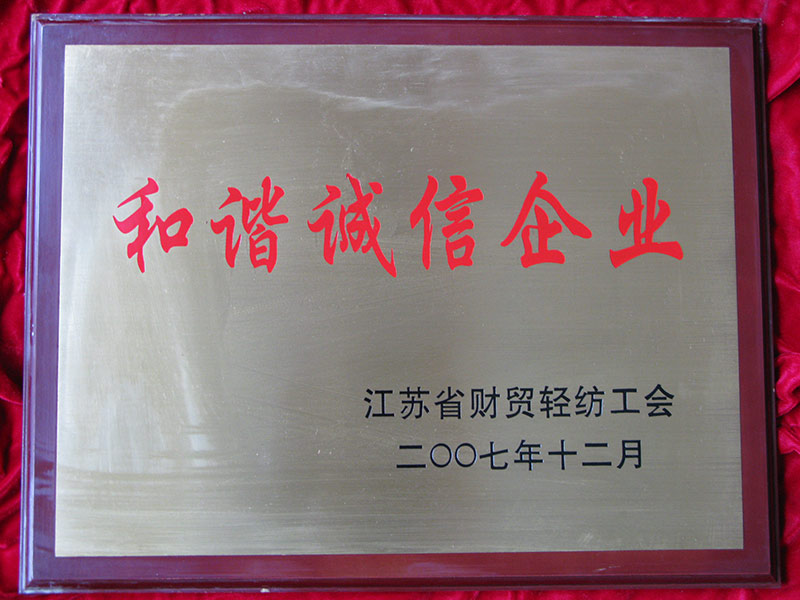 和谐诚信企业
江苏省财贸轻纺工会
二〇〇七年十二月